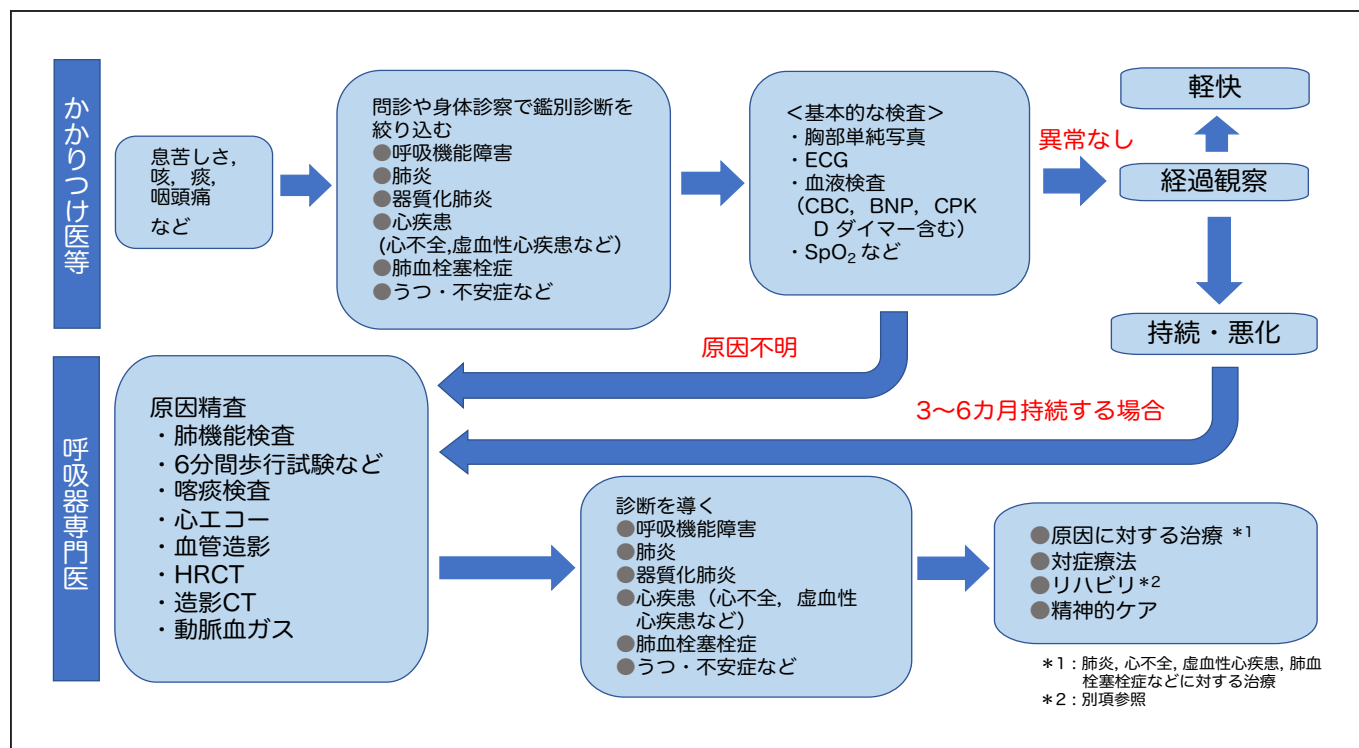 かかりつけ医等
息苦しさ，
咳，痰，
咽頭痛
など
問診や身体診察で鑑別診断を
絞り込む
●呼吸機能障害
●肺炎
●器質化肺炎
●心疾患
(心不全,虚血性心疾患など）
●肺血栓塞栓症
●うつ・不安症など
＜基本的な検査＞
・胸部単純写真
・ECG
・血液検査
（CBC，BNP，CPK
D ダイマー含む）
・SpO₂ など
異常なし
軽快
経過観察
持続・悪化
原因不明
3〜6カ月持続する場合
呼吸器専門医
原因精査
・肺機能検査
・6分間歩行試験など
・喀痰検査
・心エコー
・血管造影
・HRCT
・造影CT
・動脈血ガス
診断を導く
●呼吸機能障害
●肺炎
●器質化肺炎
●心疾患（心不全，虚血性
心疾患など）
●肺血栓塞栓症
●うつ・不安症など
●原因に対する治療 *1
●対症療法
●リハビリ*2
●精神的ケア
＊1：肺炎, 心不全, 虚血性心疾患, 肺血
栓塞栓症などに対する治療
＊2：別項参照